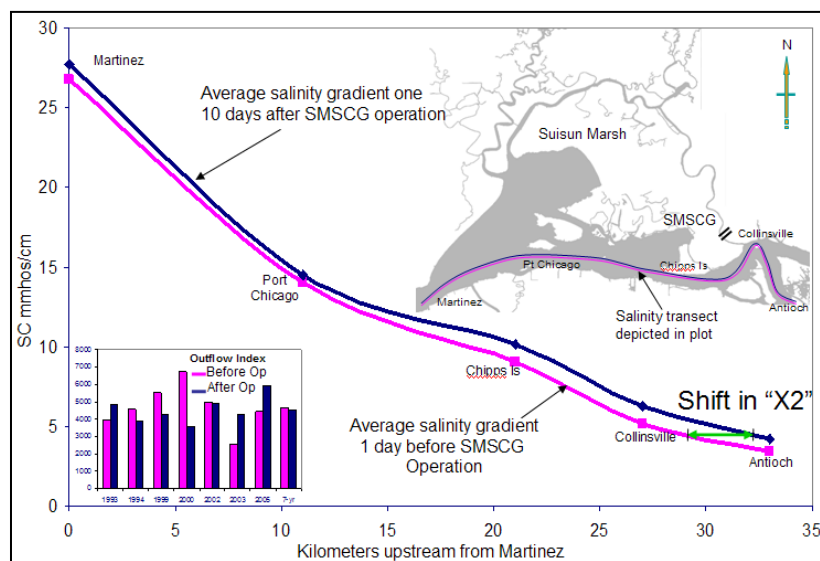 30
25
20
15
10
5
0
SC mmhos/cm
0 5 10 15 20 25 30 35
Kilometers upstream from Martinez
Martinez
Average salinity gradient one
10 days after SMSCG operation
Port
Chicago
Chipps Is
Average salinity gradient
1 day before SMSCG
Operation
Collinsville
Antioch
Shift in “X2”
N
Suisun Marsh
SMSCG
Collinsville
Pt Chicago
Chipps Is
Martinez
Antioch
Salinity transect
depicted in plot
Outflow Index
Before Op
After Op
8000
7000
6000
5000
4000
3000
2000
1000
0
1993 1994 1999 2000 2002 2003 2005 7-yr